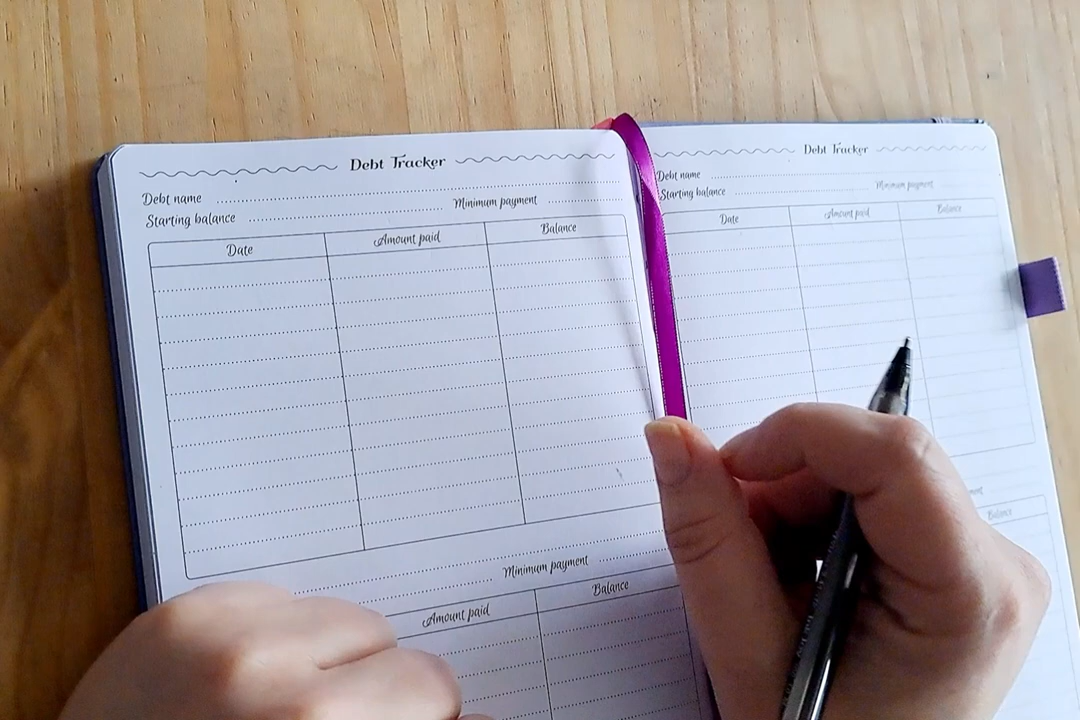 Debt Tracker
Debt name
Minimum payment
Starting balance
Date Amount paid Balance
Minimum payment
Amount paid Balance
Debt Tracker
Debt name
Minimum payment
Starting balance
Date Amount paid Balance
Balance